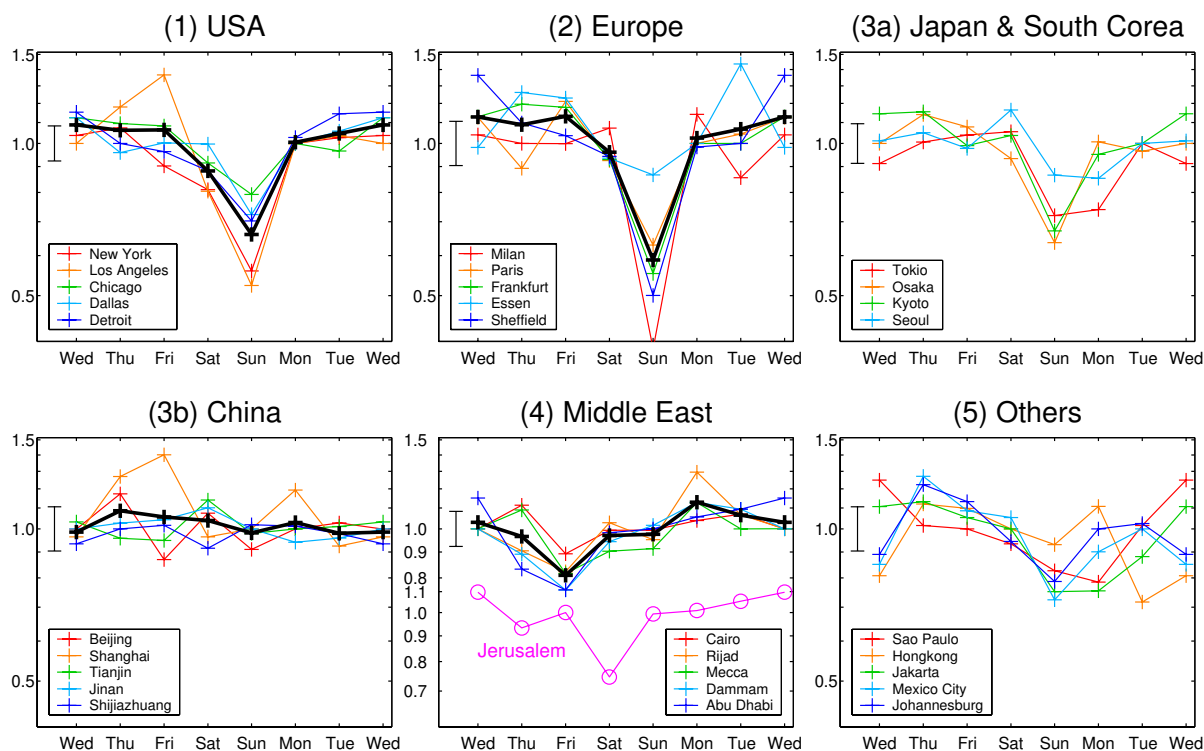 (1) USA
1.5
1.0
0.5
New York
Los Angeles
Chicago
Dallas
Detroit
Wed Thu Fri Sat Sun Mon Tue Wed
(2) Europe
1.5
1.0
0.5
Milan
Paris
Frankfurt
Essen
Sheffield
Wed Thu Fri Sat Sun Mon Tue Wed
(3a) Japan & South Corea
1.5
1.0
0.5
Tokio
Osaka
Kyoto
Seoul
Wed Thu Fri Sat Sun Mon Tue Wed
(3b) China
1.5
1.0
0.5
Beijing
Shanghai
Tianjin
Jinan
Shijiazhuang
Wed Thu Fri Sat Sun Mon Tue Wed
(4) Middle East
1.5
1.0
0.9
0.8
1.1
1.0
0.9
0.8
0.7
Jerusalem
Cairo
Rijad
Mecca
Dammam
Abu Dhabi
Wed Thu Fri Sat Sun Mon Tue Wed
(5) Others
1.5
1.0
0.5
Sao Paulo
Hongkong
Jakarta
Mexico City
Johannesburg
Wed Thu Fri Sat Sun Mon Tue Wed